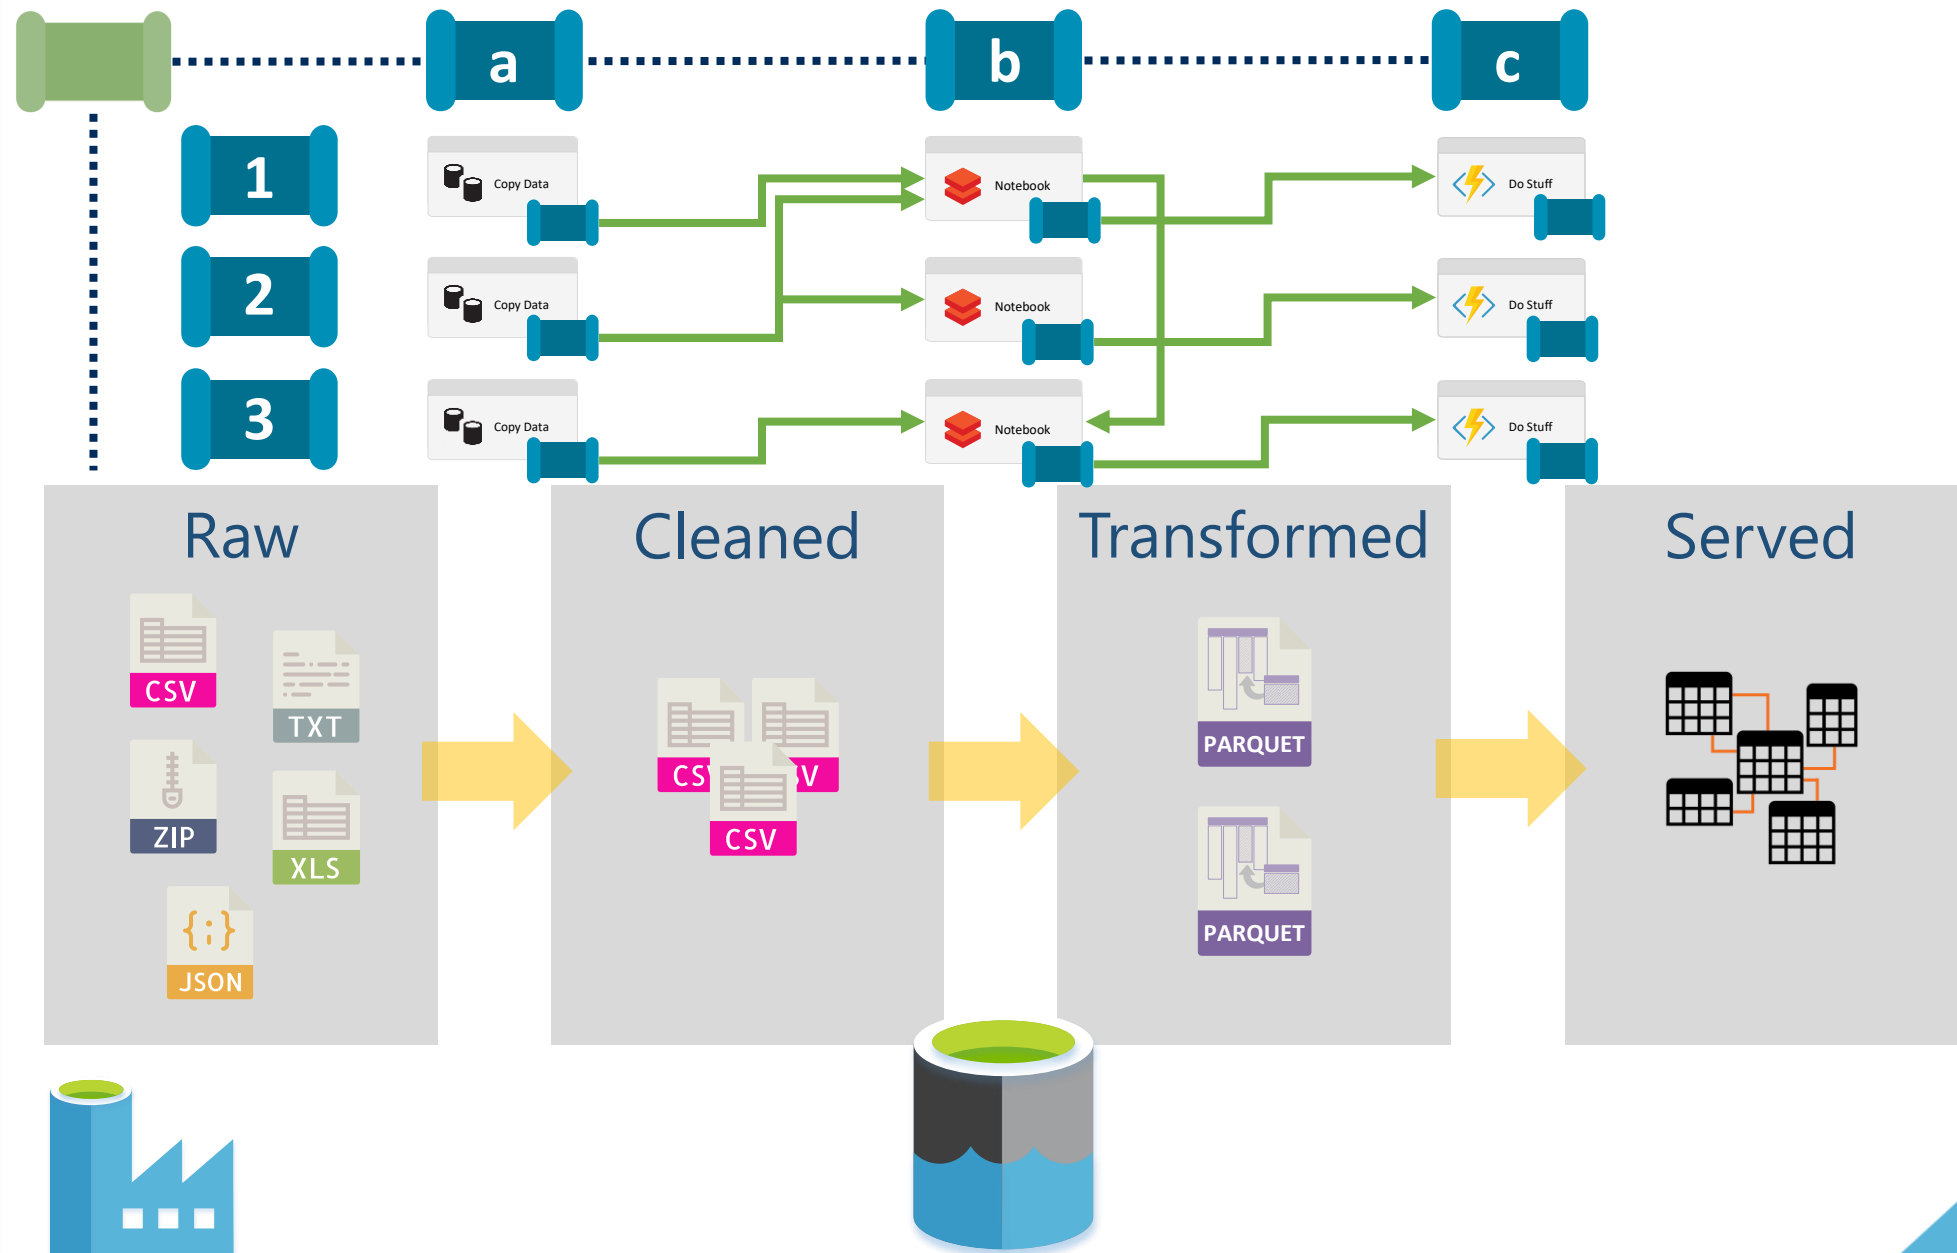 a
b
c
1
Copy Data
Notebook
Do Stuff
2
Copy Data
Notebook
Do Stuff
3
Copy Data
Notebook
Do Stuff
Raw
Cleaned
Transformed
Served
CSV
TXT
ZIP
XLS
JSON
CSV
CSV
PARQUET
PARQUET